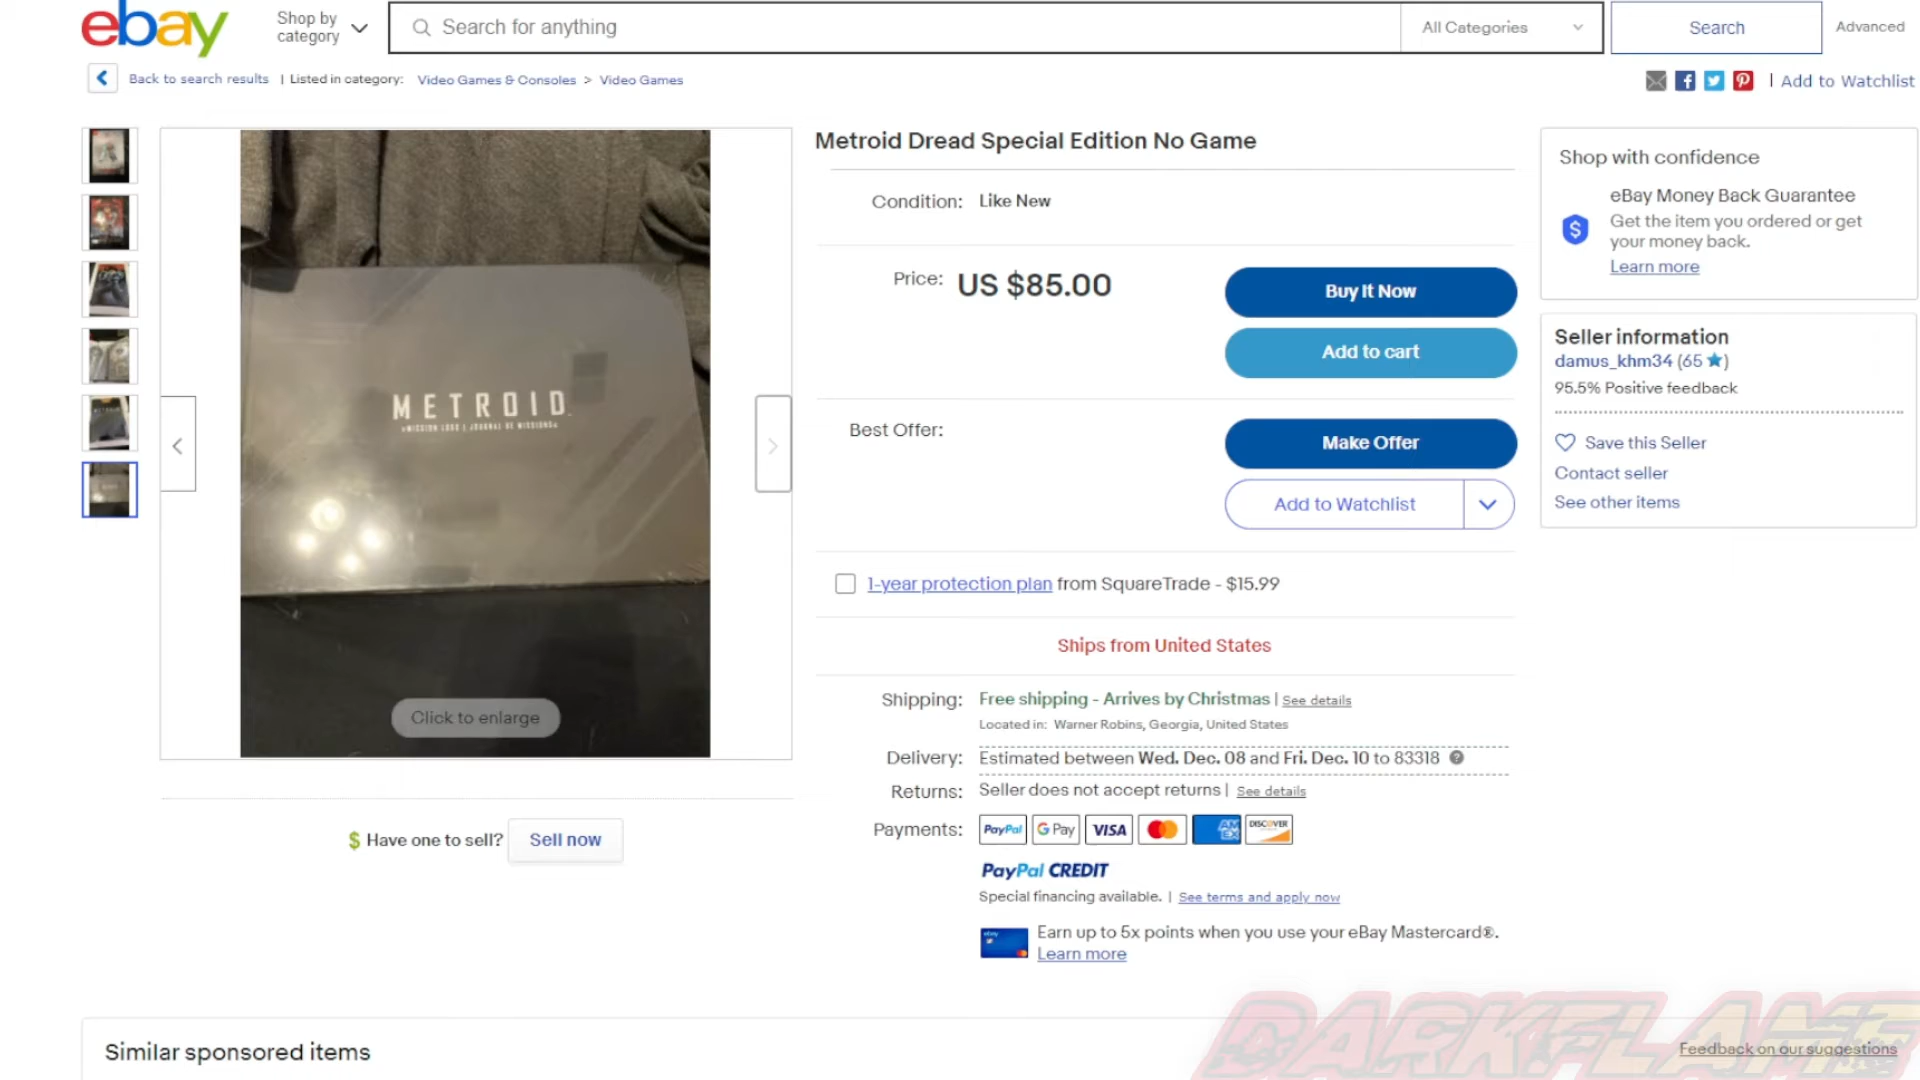 ebay
Shop by
category
Search for anything
All Categories
Search
Advanced
Back to search results
| Listed in category:
Video Games & Consoles > Video Games
| Add to Watchlist
METROID
MISSION LOGS | JOURNAL DE MISSIONS
Click to enlarge
$ Have one to sell?
Sell now
Metroid Dread Special Edition No Game
Condition: Like New
Price: US $85.00
Buy It Now
Add to cart
Best Offer:
Make Offer
Add to Watchlist
1-year protection plan from SquareTrade - $15.99
Ships from United States
Shipping: Free shipping - Arrives by Christmas | See details
Located in: Warner Robins, Georgia, United States
Delivery: Estimated between Wed. Dec. 08 and Fri. Dec. 10 to 83318 ?
Returns: Seller does not accept returns | See details
Payments: PayPal G Pay VISA AMEX DISCOVER
PayPal CREDIT
Special financing available. | See terms and apply now
ebay
Earn up to 5x points when you use your eBay Mastercard®.
Learn more
Shop with confidence
eBay Money Back Guarantee
Get the item you ordered or get
your money back.
Learn more
Seller information
damus_khm34 (65 ★)
95.5% Positive feedback
Save this Seller
Contact seller
See other items
Similar sponsored items
Feedback on our suggestions
DARKFLAME